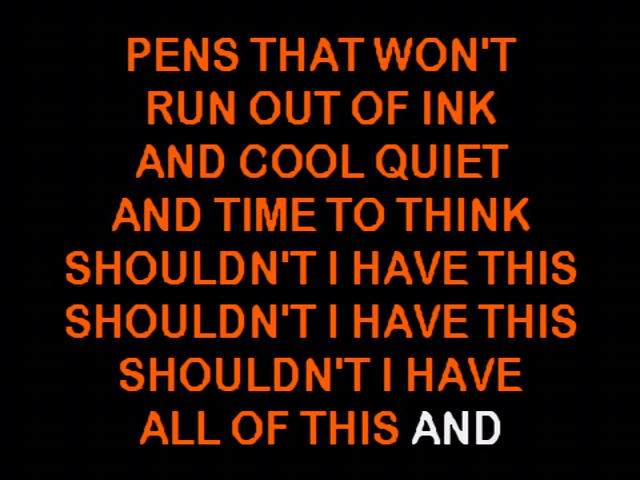 PENS THAT WON'T
RUN OUT OF INK
AND COOL QUIET
AND TIME TO THINK
SHOULDN'T I HAVE THIS
SHOULDN'T I HAVE THIS
SHOULDN'T I HAVE
ALL OF THIS AND